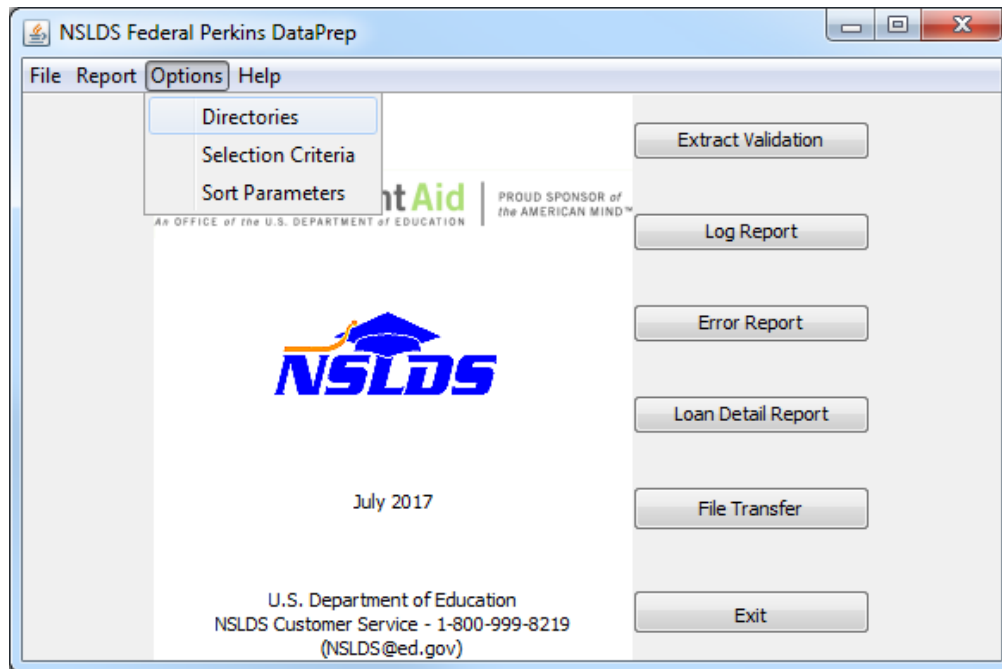 NSLDS Federal Perkins DataPrep
File Report Options Help
Directories
Selection Criteria
Sort Parameters
nt Aid
PROUD SPONSOR of
the AMERICAN MIND™
An OFFICE of the U.S. DEPARTMENT of EDUCATION
NSLDS
July 2017
U.S. Department of Education
NSLDS Customer Service - 1-800-999-8219
(NSLDS@ed.gov)
Extract Validation
Log Report
Error Report
Loan Detail Report
File Transfer
Exit